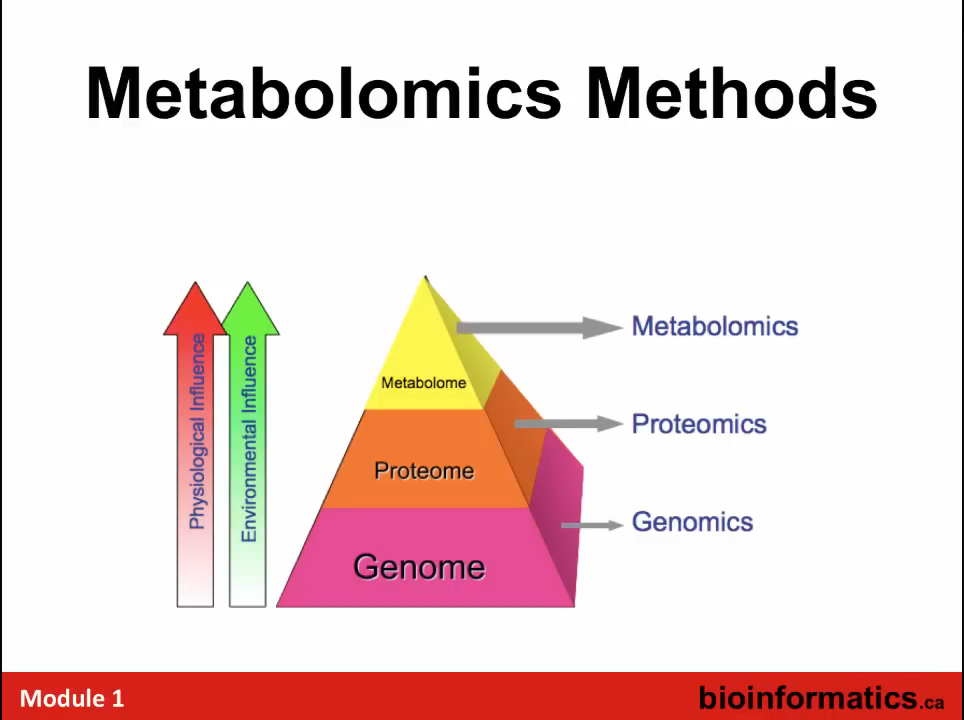 Metabolomics Methods
Physiological Influence
Environmental Influence
Metabolome
Proteome
Genome
Metabolomics
Proteomics
Genomics
Module 1
bioinformatics.ca